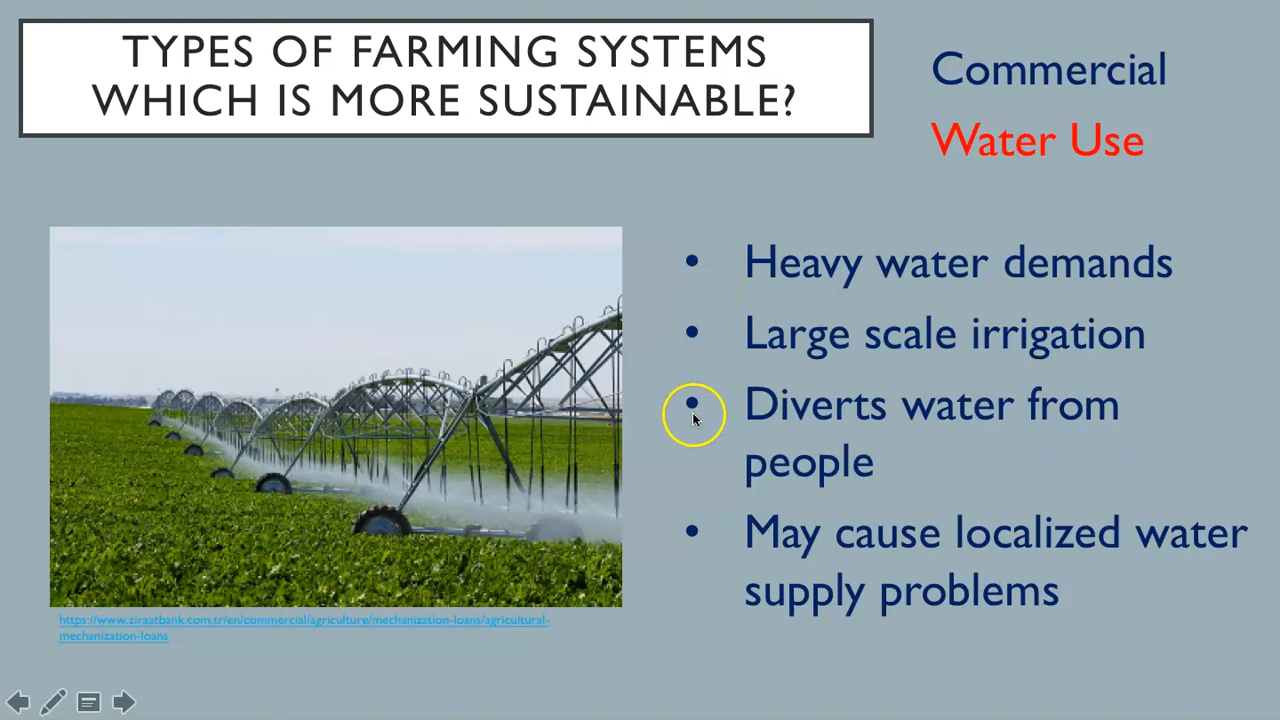 TYPES OF FARMING SYSTEMS
WHICH IS MORE SUSTAINABLE?
Commercial
Water Use
• Heavy water demands
• Large scale irrigation
• Diverts water from
people
• May cause localized water
supply problems
https://www.ziraatbank.com.tr/en/commercial/agriculture/mechanization-loans/agricultural-
mechanization-loans